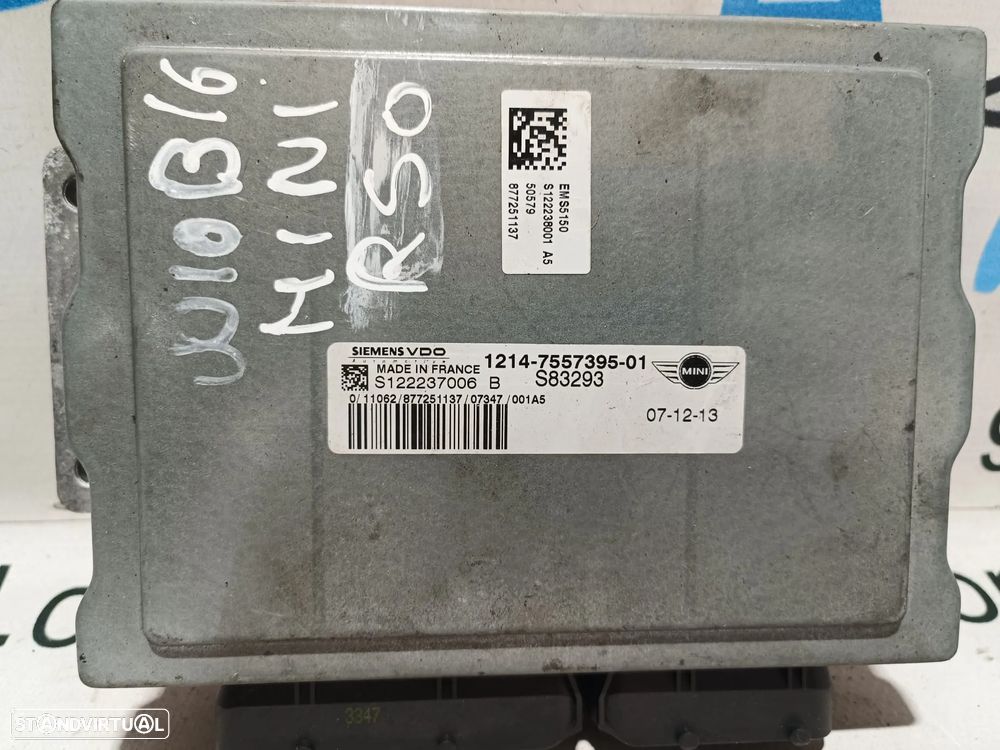 W10B16
MINI
R50
EMS5150
S122238001 A5
50579
877251137
SIEMENS VDO
Automotive
MADE IN FRANCE
1214-7557395-01
MINI
S122237006 B
S83293
0/11062/877251137/07347/001A5
07-12-13
3347
STANDVIRTUAL